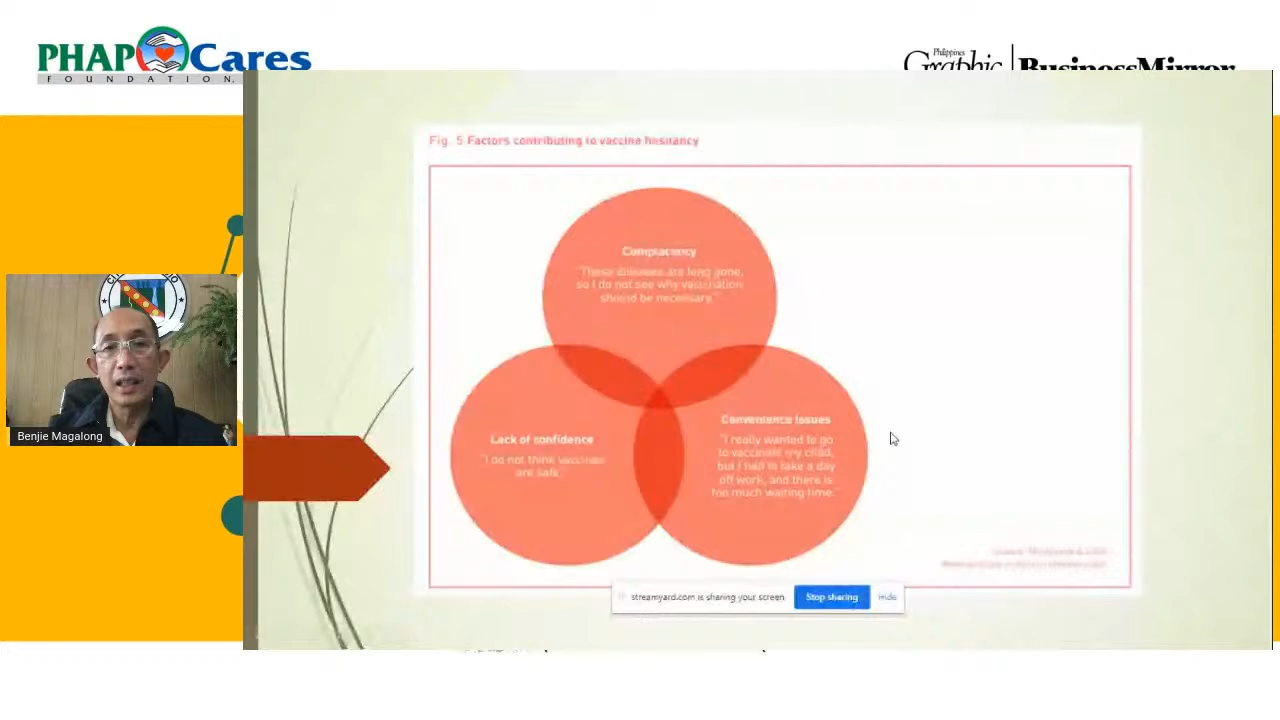 PHAP Cares
FOUNDATION,
Philippines
Graphic
BusinessMirror
Fig. 5 Factors contributing to vaccine hesitancy
Complacency
"These diseases are long gone,
so I do not see why vaccination
should be necessary."
Benjie Magalong
Lack of confidence
"I do not think vaccines
are safe"
Convenience Issues
"I really wanted to go
to vaccinate my child,
but I had to take a day
off work, and there is
too much waiting time."
streamyard.com is sharing your screen
Stop sharing
Hide